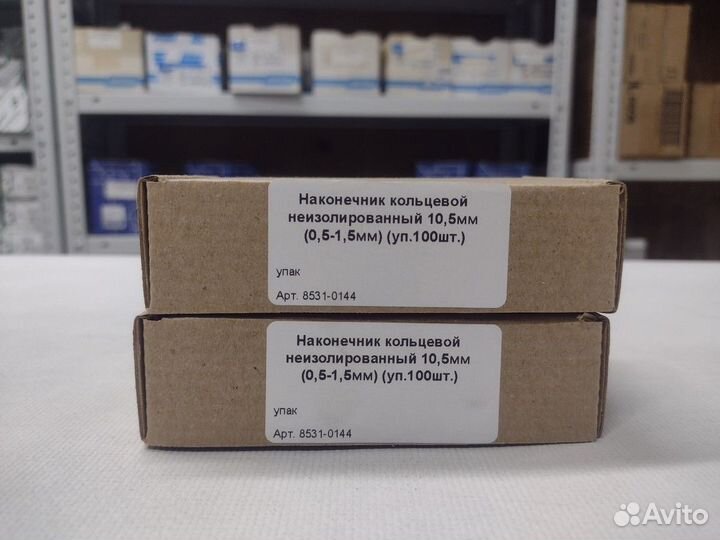 Наконечник кольцевой
неизолированный 10,5мм
(0,5-1,5мм) (уп.100шт.)
упак
Арт. 8531-0144
Наконечник кольцевой
неизолированный 10,5мм
(0,5-1,5мм) (уп.100шт.)
упак
Арт. 8531-0144
Avito